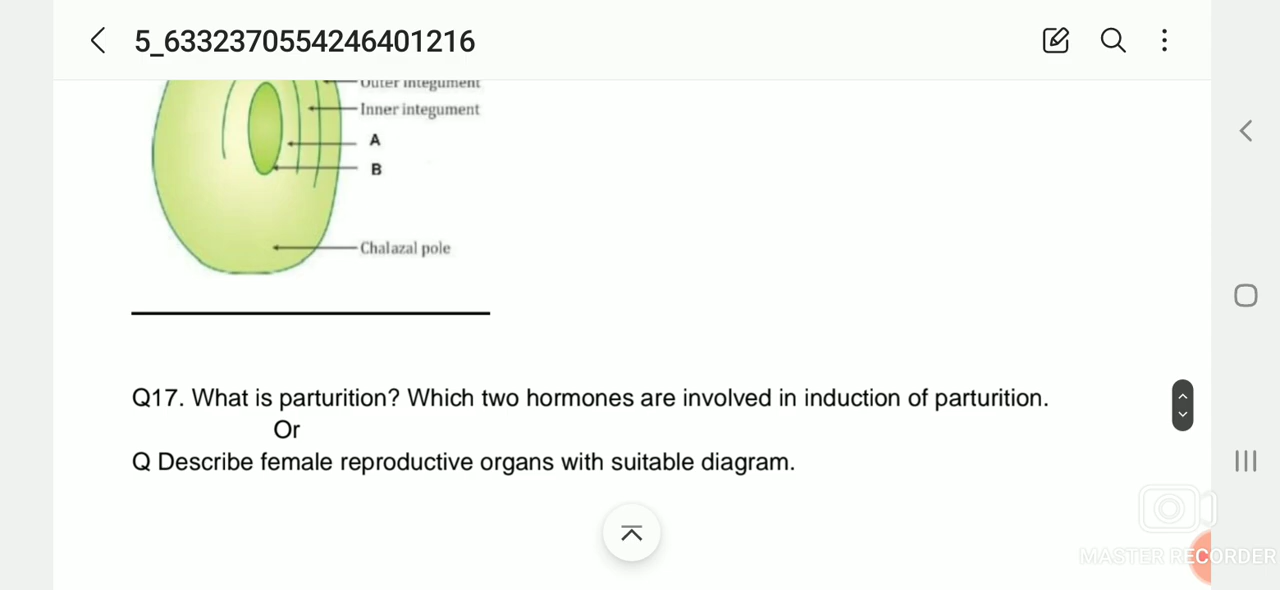 5_6332370554246401216
Outer integument
Inner integument
A
B
Chalazal pole
Q17. What is parturition? Which two hormones are involved in induction of parturition.
Or
Q Describe female reproductive organs with suitable diagram.
MASTER RECORDER